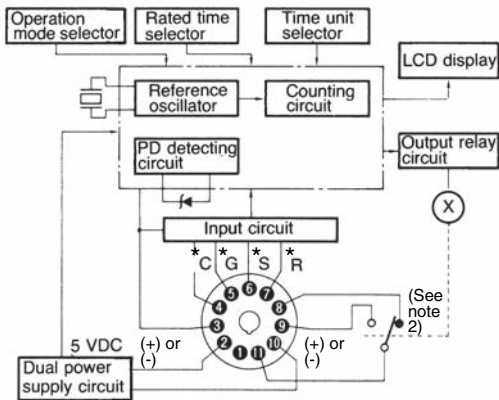 Operation
mode selector
Rated time
selector
Time unit
selector
LCD display
Reference
oscillator
Counting
circuit
PD detecting
circuit
Output relay
circuit
X
Input circuit
* C * G * S * R
4 5 6 7 8
3 9
2 1 11 10
(See
note
2)
5 VDC
(+) or
(-)
(+) or
(-)
Dual power
supply circuit